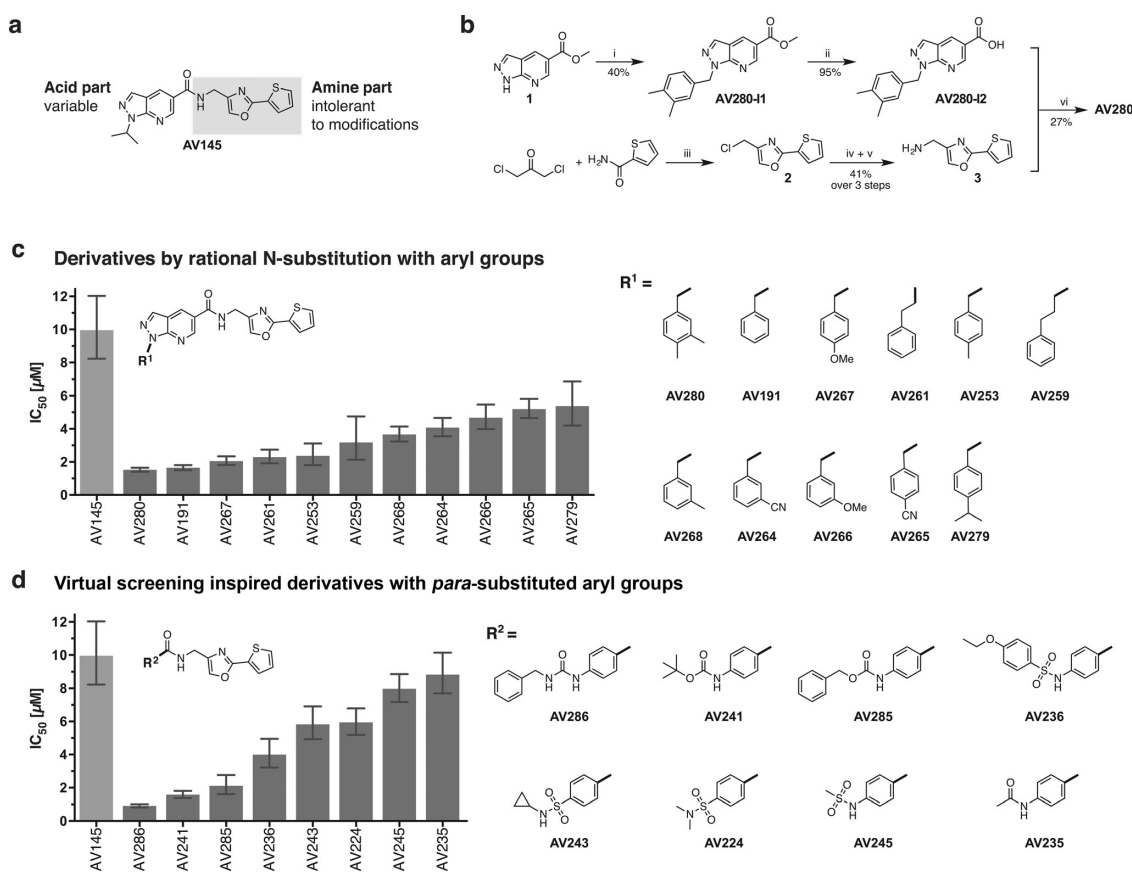 a
Acid part
variable
Amine part
intolerant
to modifications
AV145
b
1
i
40%
AV280-I1
ii
95%
AV280-I2
vi
27%
AV280
+
iii
2
iv + v
41%
over 3 steps
3
c
Derivatives by rational N-substitution with aryl groups
IC50 [µM]
12
10
8
6
4
2
0
AV145
AV280
AV191
AV267
AV261
AV253
AV259
AV268
AV264
AV266
AV265
AV279
R1
R1 =
OMe
AV280
AV191
AV267
AV261
AV253
AV259
CN
OMe
CN
AV268
AV264
AV266
AV265
AV279
d
Virtual screening inspired derivatives with para-substituted aryl groups
IC50 [µM]
12
10
8
6
4
2
0
AV145
AV286
AV241
AV285
AV236
AV243
AV224
AV245
AV235
R2
R2 =
AV286
AV241
AV285
AV236
AV243
AV224
AV245
AV235